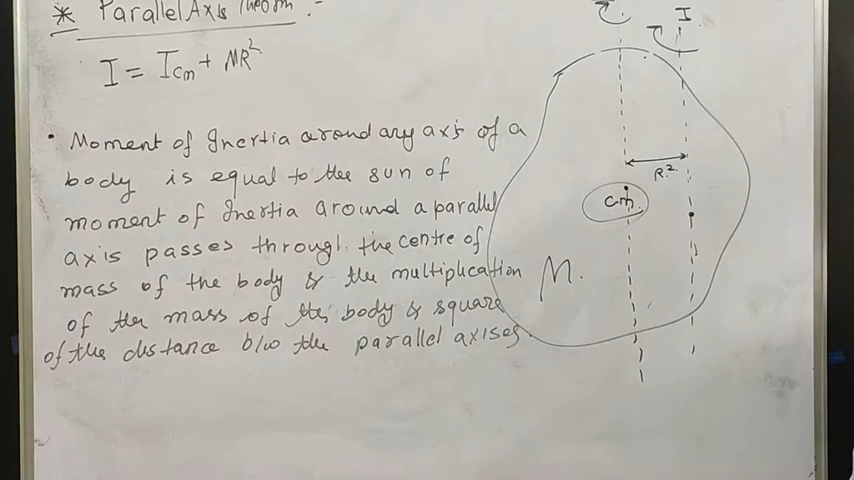 * Parallel Axis Theorem :-
I = Icm + MR²
• Moment of Inertia around any axis of a
body is equal to the sun of
moment of Inertia around a parallel
axis passes through the centre of
mass of the body & the multiplication
of the mass of the body & square
of the distance b/w the parallel axises.
I
R².
c.m.
M.